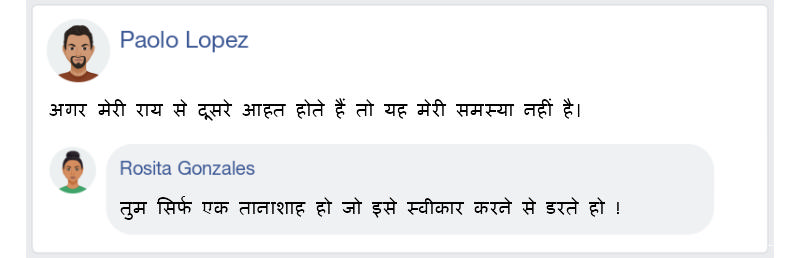 Paolo Lopez
अगर मेरी राय से दूसरे आहत होते हैं तो यह मेरी समस्या नहीं है।
Rosita Gonzales
तुम सिर्फ एक तानाशाह हो जो इसे स्वीकार करने से डरते हो !